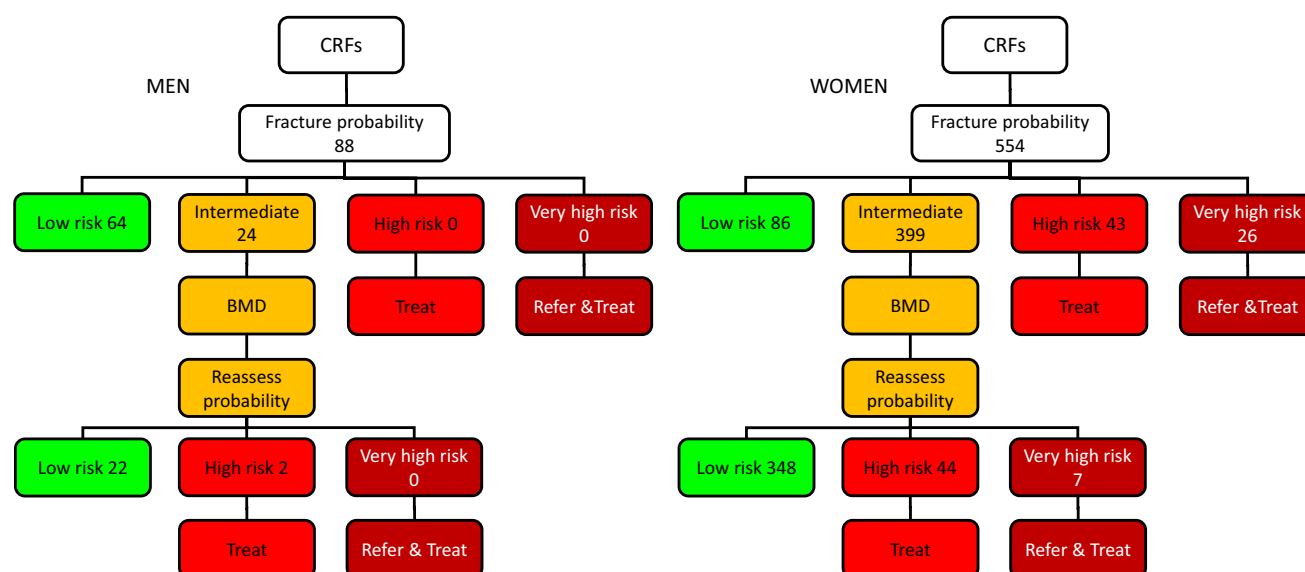 CRFs
MEN
Fracture probability
88
Low risk 64
Intermediate
24
High risk 0
Very high risk
0
BMD
Treat
Refer &Treat
Reassess
probability
Low risk 22
High risk 2
Very high risk
0
Treat
Refer & Treat
CRFs
WOMEN
Fracture probability
554
Low risk 86
Intermediate
399
High risk 43
Very high risk
26
BMD
Treat
Refer &Treat
Reassess
probability
Low risk 348
High risk 44
Very high risk
7
Treat
Refer & Treat